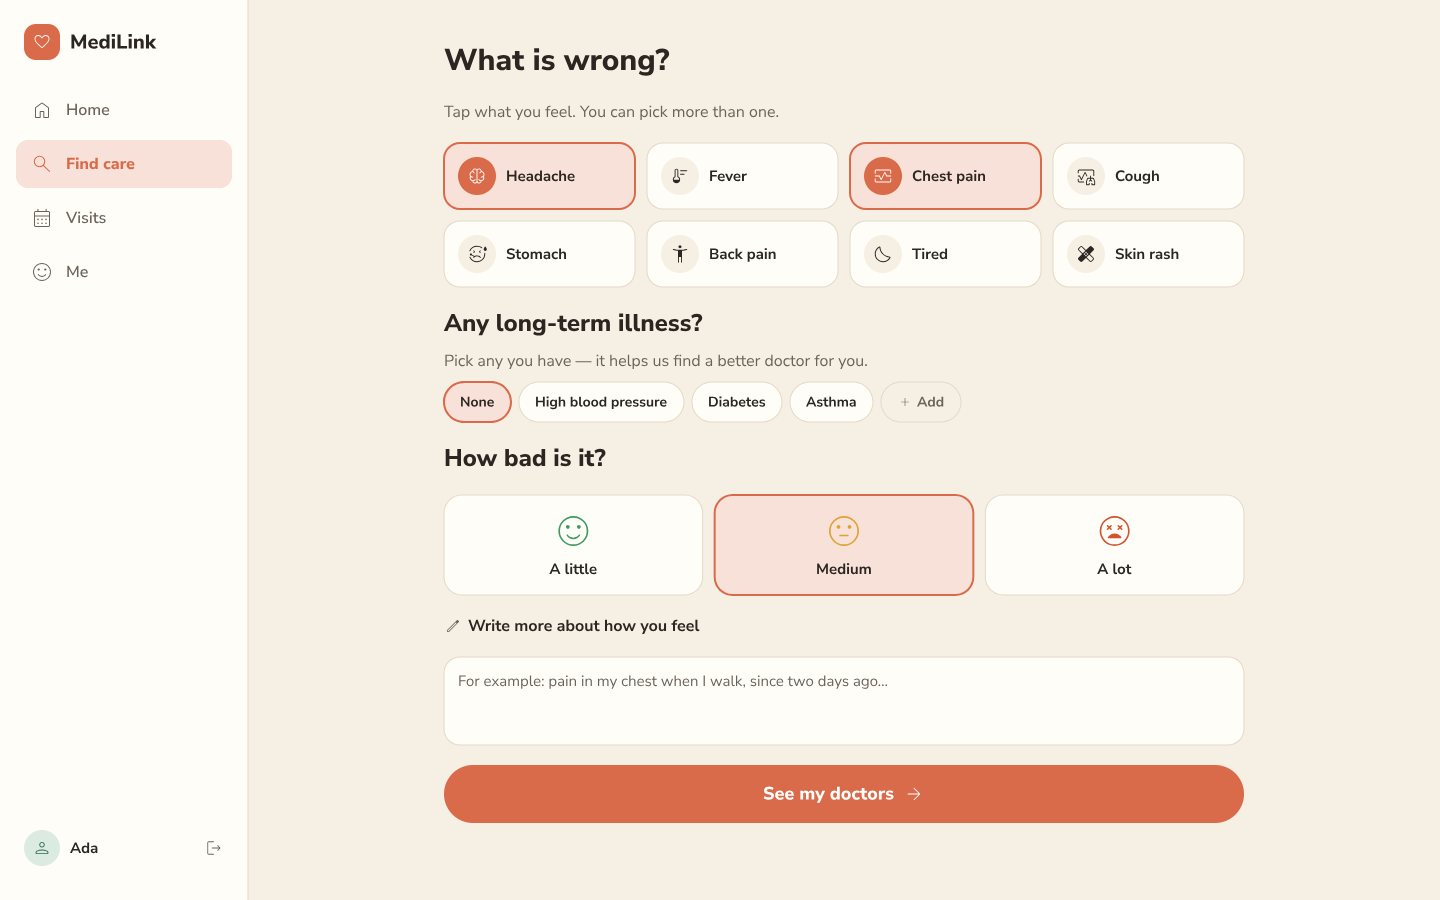 MediLink
Home
Find care
Visits
Me
Ada
What is wrong?
Tap what you feel. You can pick more than one.
Headache
Fever
Chest pain
Cough
Stomach
Back pain
Tired
Skin rash
Any long-term illness?
Pick any you have — it helps us find a better doctor for you.
None
High blood pressure
Diabetes
Asthma
+ Add
How bad is it?
A little
Medium
A lot
Write more about how you feel
For example: pain in my chest when I walk, since two days ago...
See my doctors →